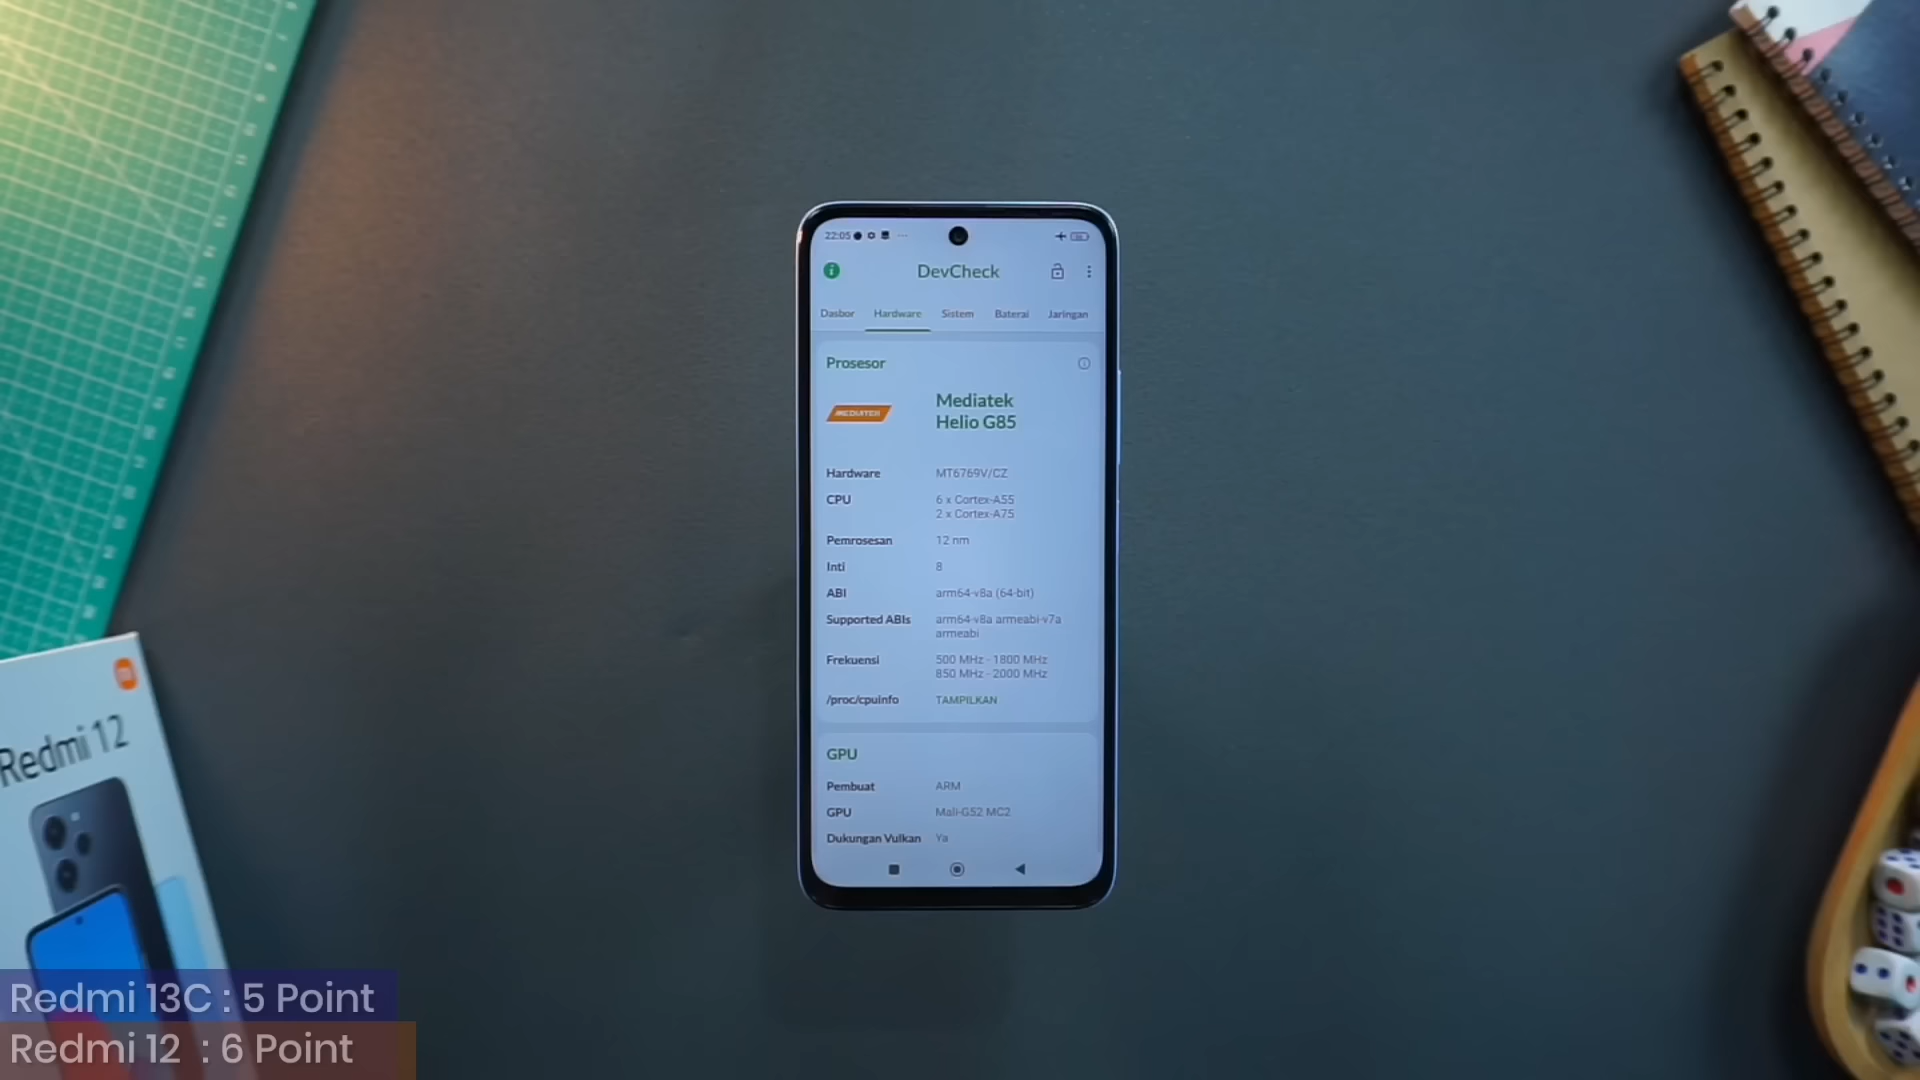 22:05
DevCheck
Dasbor Hardware Sistem Baterai Jaringan
Prosesor
MEDIATEK
Mediatek
Helio G85
Hardware MT6769V/CZ
CPU 6 x Cortex-A55
2 x Cortex-A75
Pemrosesan 12 nm
Inti 8
ABI arm64-v8a (64-bit)
Supported ABIs arm64-v8a armeabi-v7a
armeabi
Frekuensi 500 MHz - 1800 MHz
850 MHz - 2000 MHz
/proc/cpuinfo TAMPILKAN
GPU
Pembuat ARM
GPU Mali-G52 MC2
Dukungan Vulkan Ya
Redmi 12
Redmi 13C : 5 Point
Redmi 12 : 6 Point